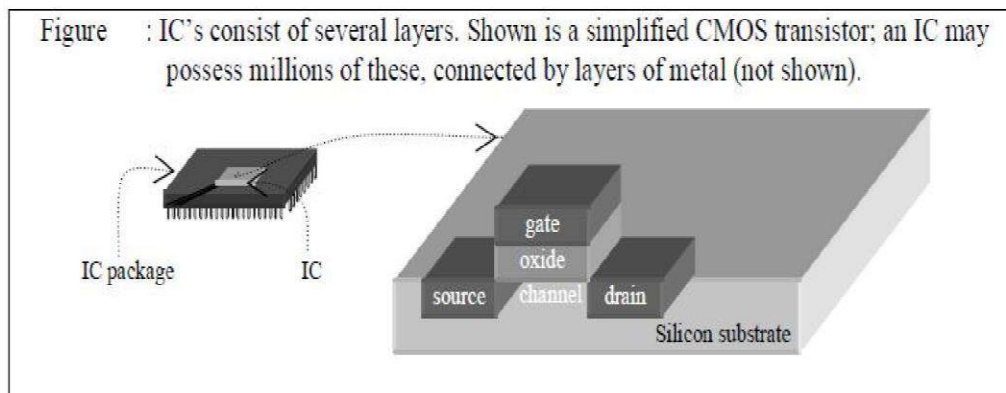 Figure : IC's consist of several layers. Shown is a simplified CMOS transistor; an IC may
possess millions of these, connected by layers of metal (not shown).
gate
oxide
IC package
IC
source
channel
drain
Silicon substrate